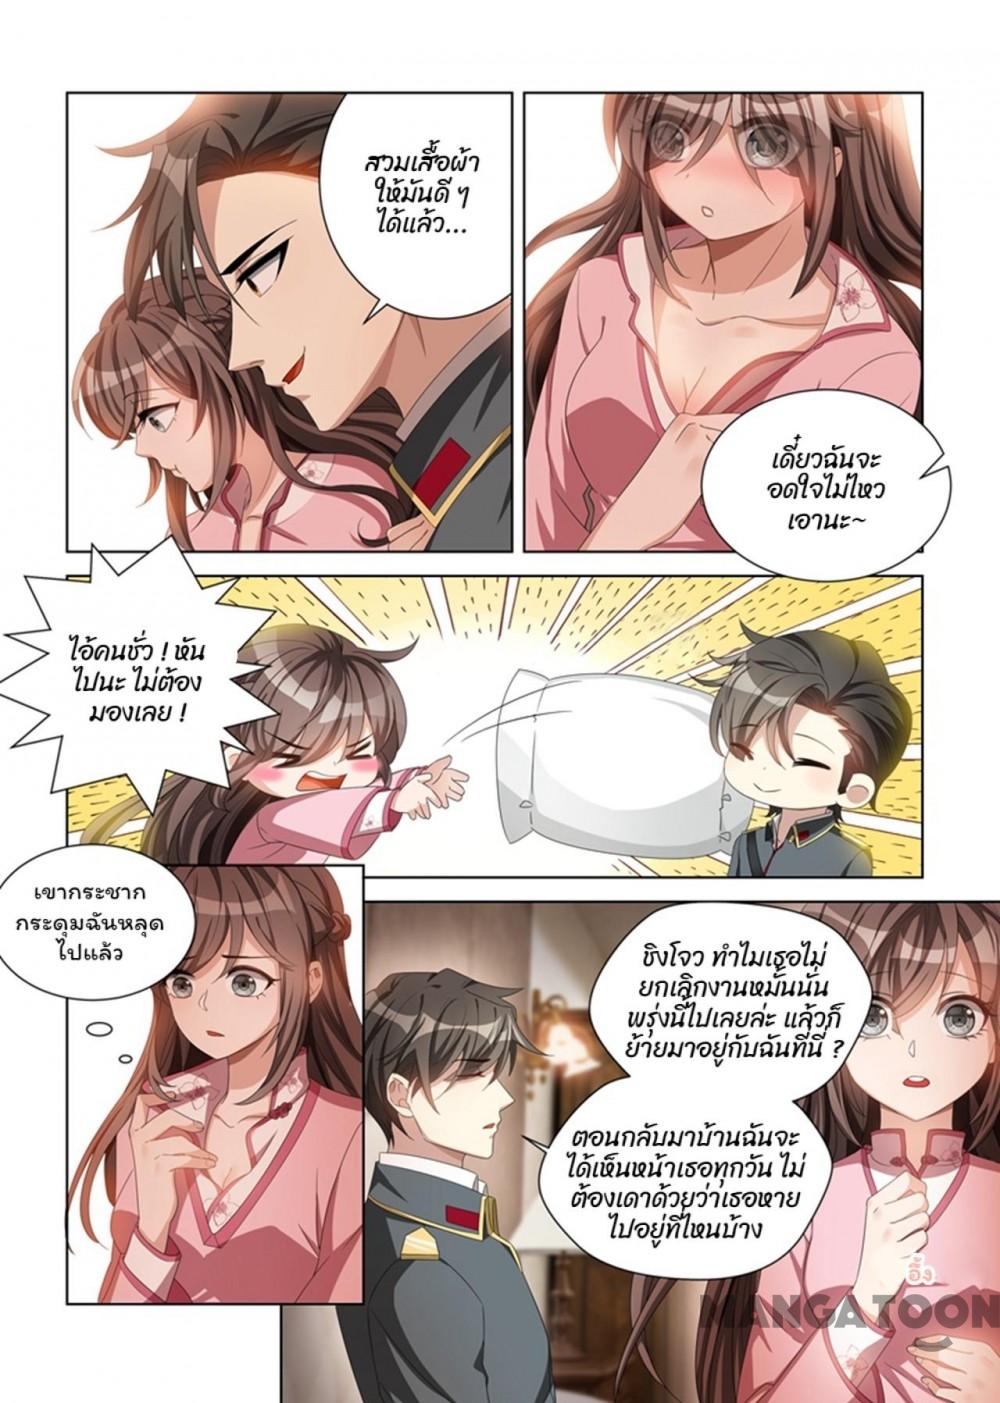 สวมเสื้อผ้า
ให้มันดี ๆ
ได้แล้ว...
เดี๋ยวฉันจะ
อดใจไม่ไหว
เอานะ~
ไอ้คนชั่ว ! หัน
ไปนะ ไม่ต้อง
มองเลย !
เขากระชาก
กระดุมฉันหลุด
ไปแล้ว
ชิงโจว ทำไมเธอไม่
ยกเลิกงานหมั้นนั่น
พรุ่งนี้ไปเลยล่ะ แล้วก็
ย้ายมาอยู่กับฉันที่นี่ ?
ตอนกลับมาบ้านฉันจะ
ได้เห็นหน้าเธอทุกวัน ไม่
ต้องเดาด้วยว่าเธอหาย
ไปอยู่ที่ไหนบ้าง
อึ้ง
MANGATOON